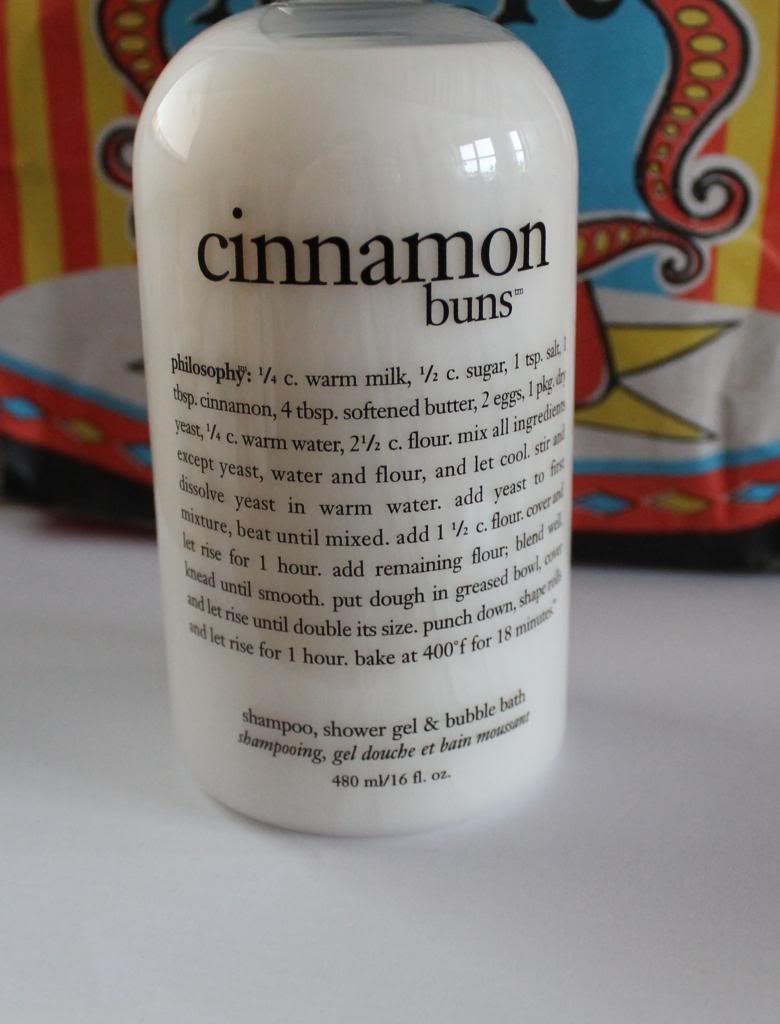 cinnamon
buns™
philosophy: ¼ c. warm milk, ½ c. sugar, 1 tsp. salt, 1
tbsp. cinnamon, 4 tbsp. softened butter, 2 eggs, 1 pkg. dry
yeast, ¼ c. warm water, 2½ c. flour. mix all ingredients
except yeast, water and flour, and let cool. stir and
dissolve yeast in warm water. add yeast to first
mixture, beat until mixed. add 1 ½ c. flour. cover and
let rise for 1 hour. add remaining flour; blend well.
knead until smooth. put dough in greased bowl, cover
and let rise until double its size. punch down, shape rolls
and let rise for 1 hour. bake at 400°f for 18 minutes.
shampoo, shower gel & bubble bath
shampooing, gel douche et bain moussant
480 ml/16 fl. oz.